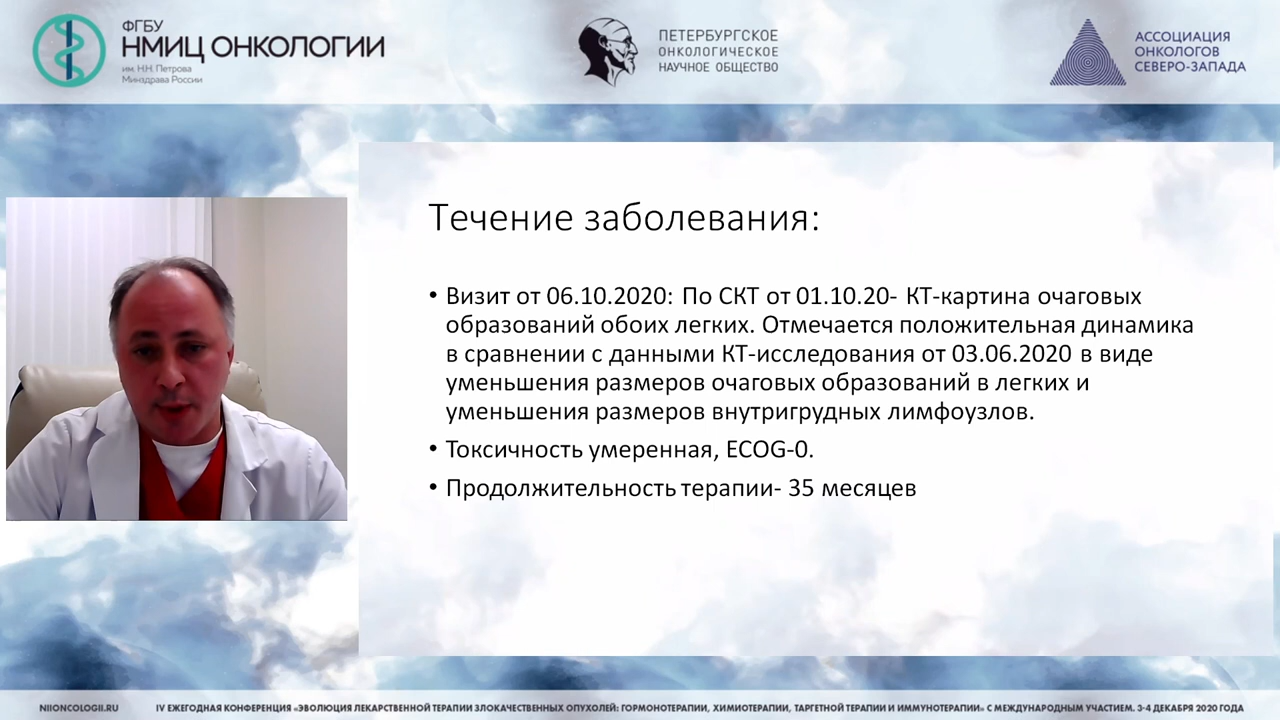 ФГБУ
НМИЦ ОНКОЛОГИИ
им. Н.Н. Петрова
Минздрава России
ПЕТЕРБУРГСКОЕ
ОНКОЛОГИЧЕСКОЕ
НАУЧНОЕ ОБЩЕСТВО
АССОЦИАЦИЯ
ОНКОЛОГОВ
СЕВЕРО-ЗАПАДА
Течение заболевания:
• Визит от 06.10.2020: По СКТ от 01.10.20- КТ-картина очаговых
образований обоих легких. Отмечается положительная динамика
в сравнении с данными КТ-исследования от 03.06.2020 в виде
уменьшения размеров очаговых образований в легких и
уменьшения размеров внутригрудных лимфоузлов.
• Токсичность умеренная, ECOG-0.
• Продолжительность терапии- 35 месяцев
NIIONCOLOGII.RU
IV ЕЖЕГОДНАЯ КОНФЕРЕНЦИЯ «ЭВОЛЮЦИЯ ЛЕКАРСТВЕННОЙ ТЕРАПИИ ЗЛОКАЧЕСТВЕННЫХ ОПУХОЛЕЙ: ГОРМОНОТЕРАПИИ, ХИМИОТЕРАПИИ, ТАРГЕТНОЙ ТЕРАПИИ И ИММУНОТЕРАПИИ» С МЕЖДУНАРОДНЫМ УЧАСТИЕМ. 3-4 ДЕКАБРЯ 2020 ГОДА